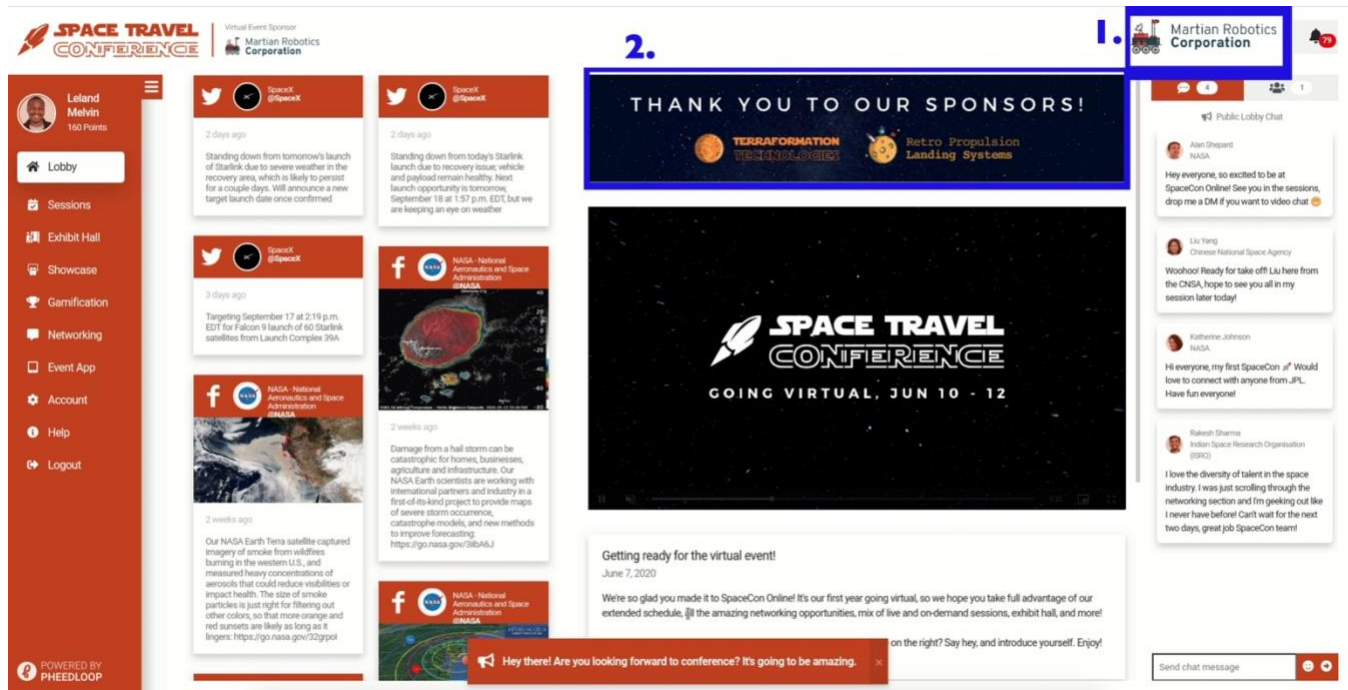 SPACE TRAVEL
CONFERENCE
Virtual Event Sponsor
Martian Robotics
Corporation
2.
1.
Martian Robotics
Corporation
79
Leland
Melvin
160 Points
Lobby
Sessions
Exhibit Hall
Showcase
Gamification
Networking
Event App
Account
Help
Logout
POWERED BY
PHEEDLOOP
SpaceX
@SpaceX
2 days ago
Standing down from tomorrow's launch
of Starlink due to severe weather in the
recovery area, which is likely to persist
for a couple days. Will announce a new
target launch date once confirmed
SpaceX
@SpaceX
3 days ago
Targeting September 17 at 2:19 p.m.
EDT for Falcon 9 launch of 60 Starlink
satellites from Launch Complex 39A
NASA - National
Aeronautics and Space
Administration
@NASA
2 weeks ago
Our NASA Earth Terra satellite captured
imagery of smoke from wildfires
burning in the western U.S., and
measured heavy concentrations of
aerosols that could reduce visibilities or
impact health. The size of smoke
particles is just right for filtering out
other colors, so that more orange and
red sunsets are likely as long as it
lingers: https://go.nasa.gov/32grpoI
SpaceX
@SpaceX
2 days ago
Standing down from today's Starlink
launch due to recovery issue; vehicle
and payload remain healthy. Next
launch opportunity is tomorrow,
September 18 at 1:57 p.m. EDT, but we
are keeping an eye on weather
NASA - National
Aeronautics and Space
Administration
@NASA
2 weeks ago
Damage from a hail storm can be
catastrophic for homes, businesses,
agriculture and infrastructure. Our
NASA Earth scientists are working with
international partners and industry in a
first-of-its-kind project to provide maps
of severe storm occurrence,
catastrophe models, and new methods
to improve forecasting:
https://go.nasa.gov/3iibA6J
NASA - National
Aeronautics and Space
Administration
@NASA
THANK YOU TO OUR SPONSORS!
TERRAFORMATION
TECHNOLOGIES
Retro Propulsion
Landing Systems
SPACE TRAVEL
CONFERENCE
GOING VIRTUAL, JUN 10 - 12
Getting ready for the virtual event!
June 7, 2020
We're so glad you made it to SpaceCon Online! It's our first year going virtual, so we hope you take full advantage of our
extended schedule, all the amazing networking opportunities, mix of live and on-demand sessions, exhibit hall, and more!
on the right? Say hey, and introduce yourself. Enjoy!
Hey there! Are you looking forward to conference? It's going to be amazing. ×
4
1
Public Lobby Chat
Alan Shepard
NASA
Hey everyone, so excited to be at
SpaceCon Online! See you in the sessions,
drop me a DM if you want to video chat 😁
Liu Yang
Chinese National Space Agency
Woohoo! Ready for take off! Liu here from
the CNSA, hope to see you all in my
session later today!
Katherine Johnson
NASA
Hi everyone, my first SpaceCon 🚀 Would
love to connect with anyone from JPL.
Have fun everyone!
Rakesh Sharma
Indian Space Research Organisation
(ISRO)
I love the diversity of talent in the space
industry. I was just scrolling through the
networking section and I'm geeking out like
I never have before! Can't wait for the next
two days, great job SpaceCon team!
Send chat message